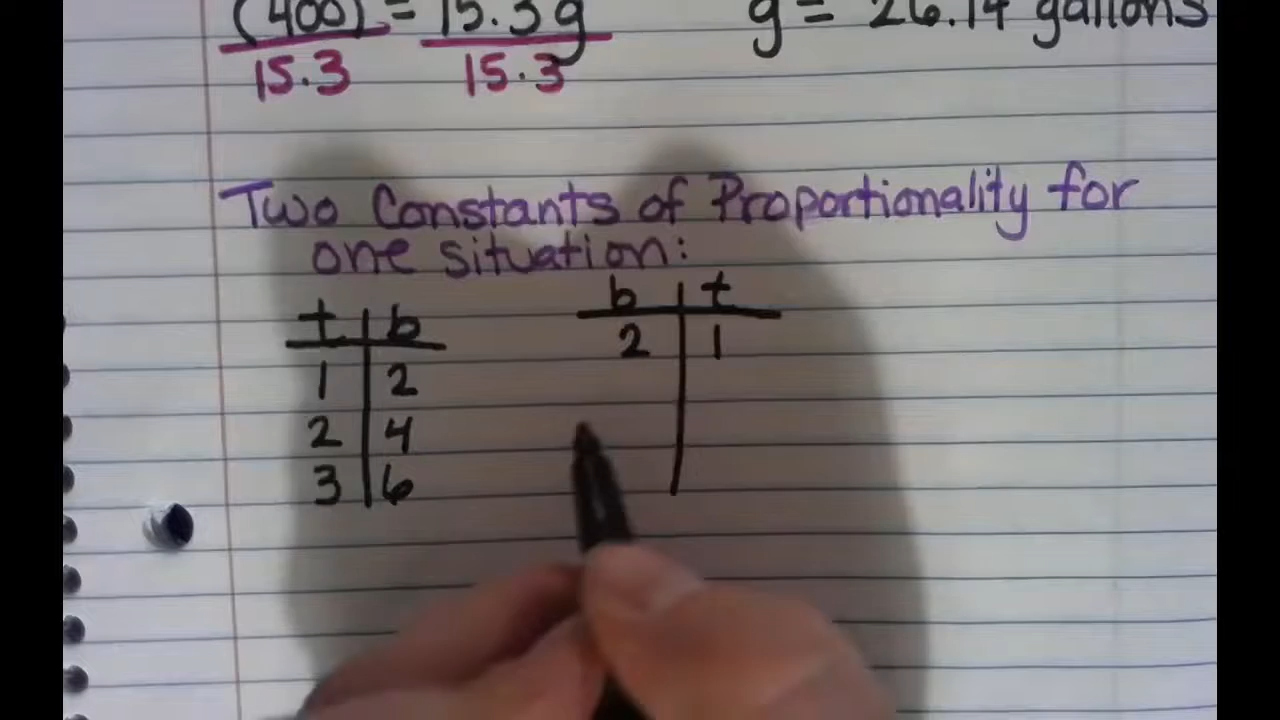 (400) = 15.3g g = 26.14 gallons
15.3 15.3
Two Constants of Proportionality for
one situation:
t b
1 2
2 4
3 6
b t
2 1